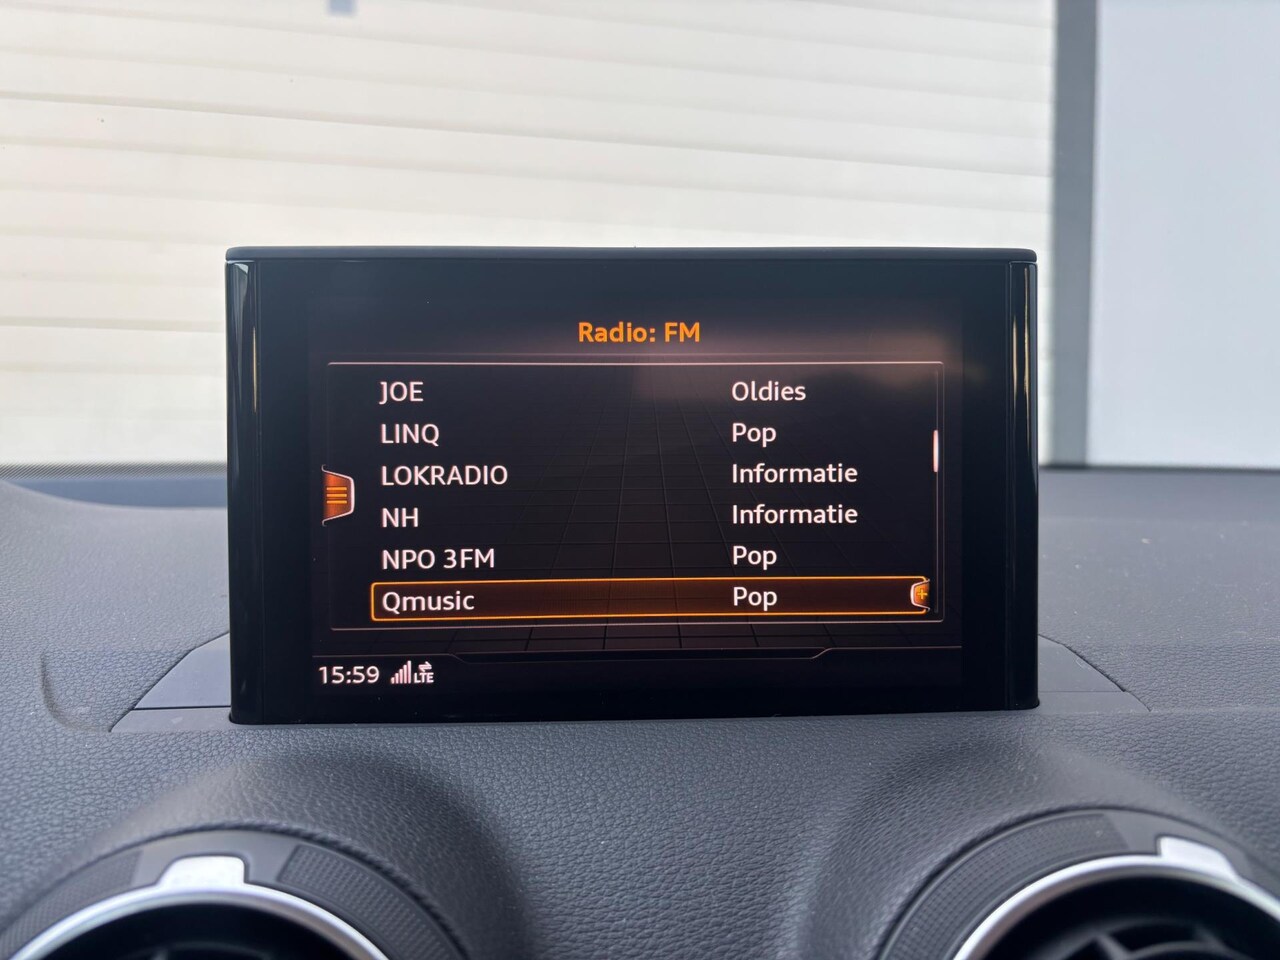 Radio: FM
JOE Oldies
LINQ Pop
LOKRADIO Informatie
NH Informatie
NPO 3FM Pop
Qmusic Pop
15:59 LTE